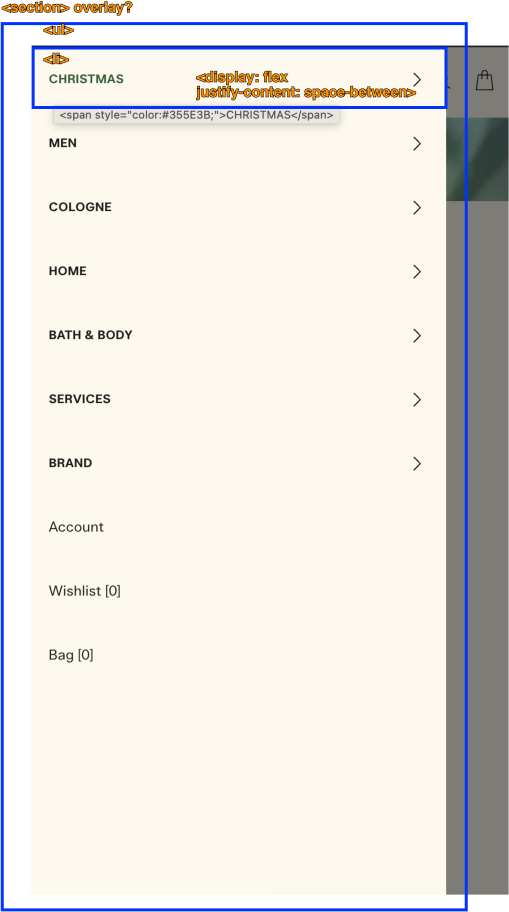 <section> overlay?
<ul>
<li>
CHRISTMAS
<display: flex
justify-content: space-between>
<span style="color:#355E3B;">CHRISTMAS</span>
MEN
COLOGNE
HOME
BATH & BODY
SERVICES
BRAND
Account
Wishlist [0]
Bag [0]